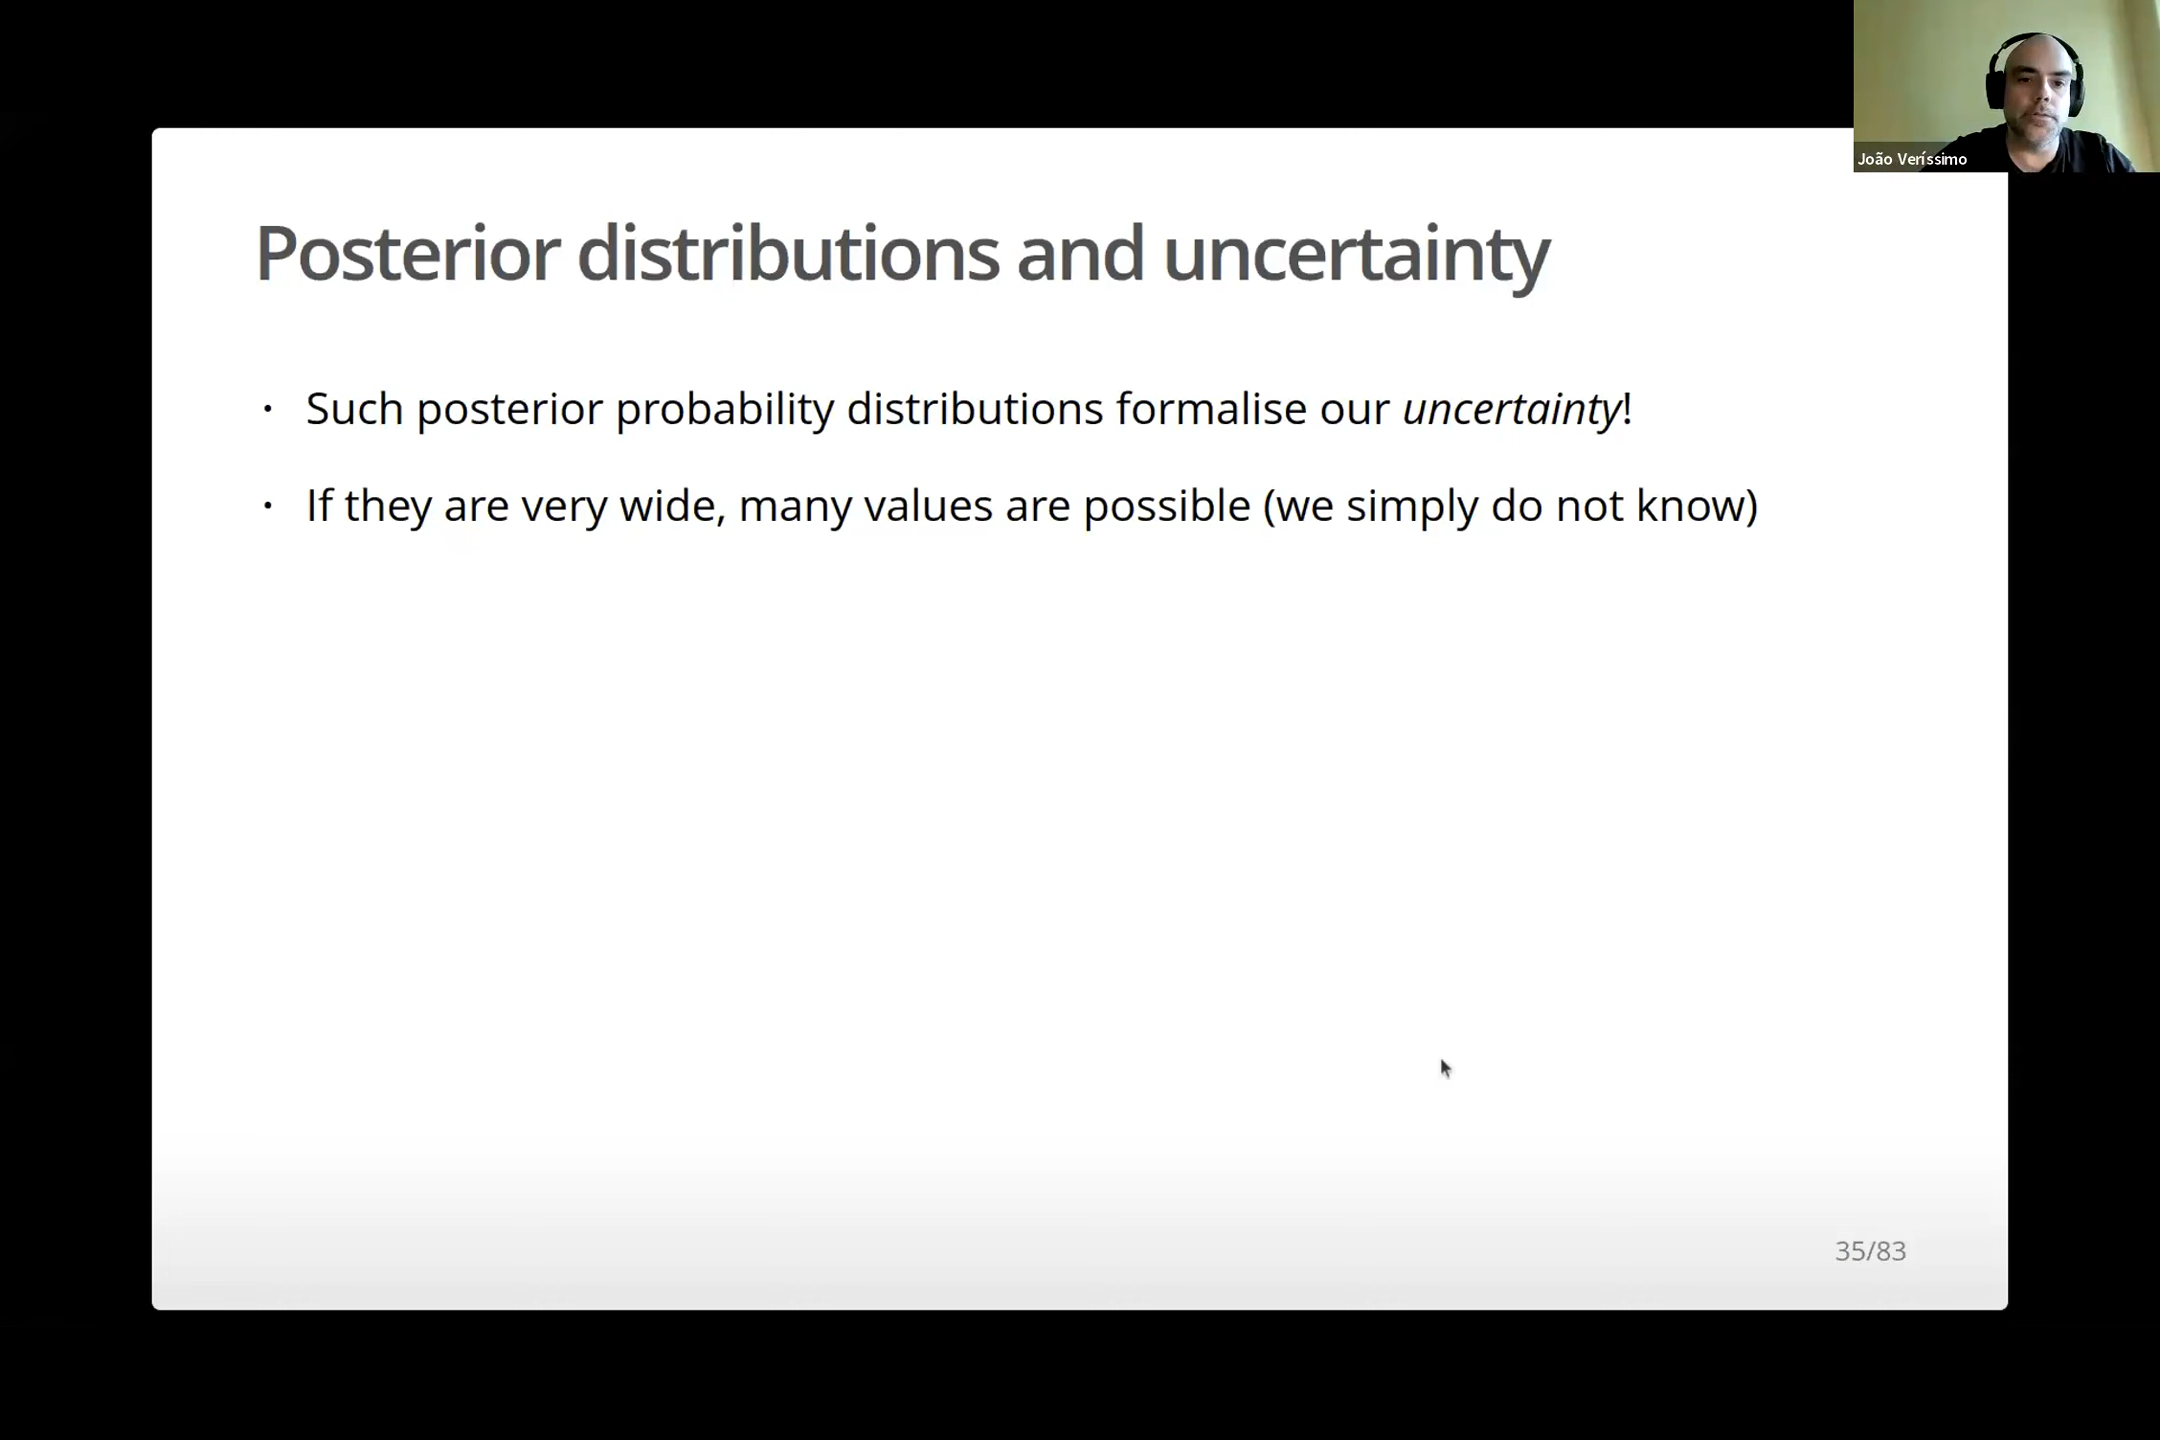 João Veríssimo
Posterior distributions and uncertainty
· Such posterior probability distributions formalise our uncertainty!
· If they are very wide, many values are possible (we simply do not know)
35/83